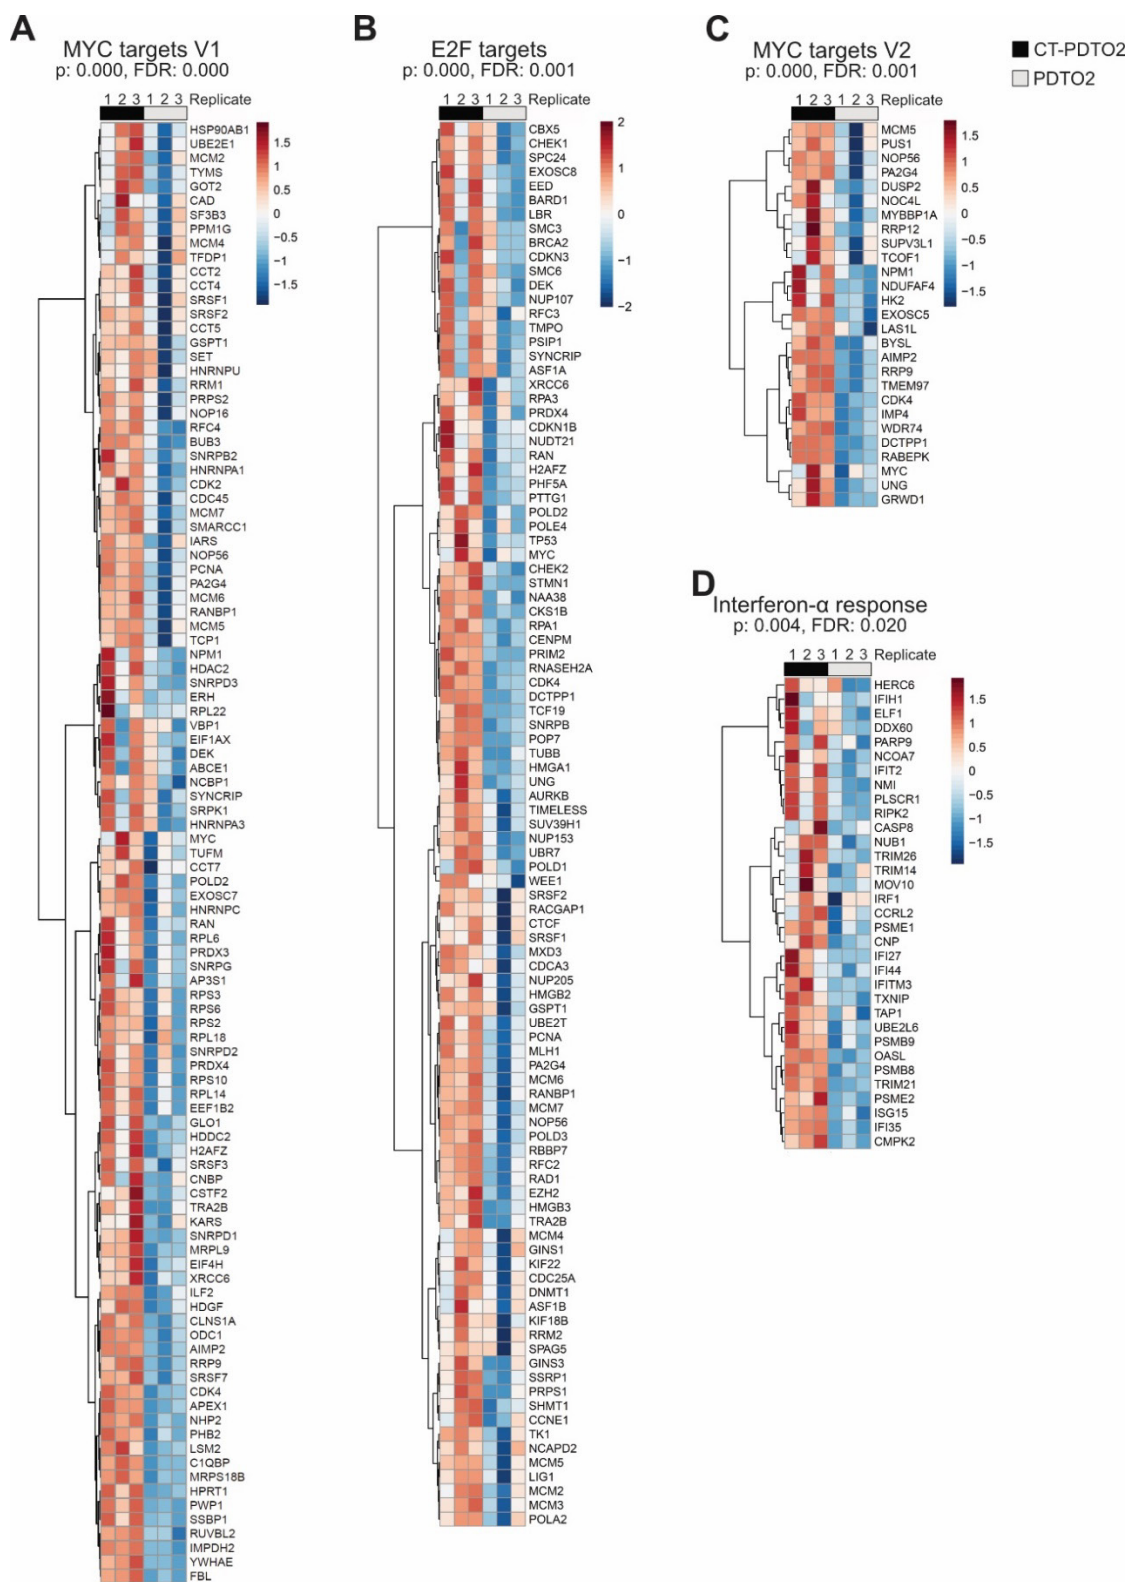 A
MYC targets V1
p: 0.000, FDR: 0.000
1 2 3 1 2 3 Replicate
HSP90AB1
UBE2E1
MCM2
TYMS
GOT2
CAD
SF3B3
PPM1G
MCM4
TFDP1
CCT2
CCT4
SRSF1
SRSF2
CCT5
GSPT1
SET
HNRNPU
RRM1
PRPS2
NOP16
RFC4
BUB3
SNRPB2
HNRNPA1
CDK2
CDC45
MCM7
SMARCC1
IARS
NOP56
PCNA
PA2G4
MCM6
RANBP1
MCM5
TCP1
NPM1
HDAC2
SNRPD3
ERH
RPL22
VBP1
EIF1AX
DEK
ABCE1
NCBP1
SYNCRIP
SRPK1
HNRNPA3
MYC
TUFM
CCT7
POLD2
EXOSC7
HNRNPC
RAN
RPL6
PRDX3
SNRPG
AP3S1
RPS3
RPS6
RPS2
RPL18
SNRPD2
PRDX4
RPS10
RPL14
EEF1B2
GLO1
HDDC2
H2AFZ
SRSF3
CNBP
CSTF2
TRA2B
KARS
SNRPD1
MRPL9
EIF4H
XRCC6
ILF2
HDGF
CLNS1A
ODC1
AIMP2
RRP9
SRSF7
CDK4
APEX1
NHP2
PHB2
LSM2
C1QBP
MRPS18B
HPRT1
PWP1
SSBP1
RUVBL2
IMPDH2
YWHAE
FBL
1.5
1
0.5
0
−0.5
−1
−1.5
B
E2F targets
p: 0.000, FDR: 0.001
1 2 3 1 2 3 Replicate
CBX5
CHEK1
SPC24
EXOSC8
EED
BARD1
LBR
SMC3
BRCA2
CDKN3
SMC6
DEK
NUP107
RFC3
TMPO
PSIP1
SYNCRIP
ASF1A
XRCC6
RPA3
PRDX4
CDKN1B
NUDT21
RAN
H2AFZ
PHF5A
PTTG1
POLD2
POLE4
TP53
MYC
CHEK2
STMN1
NAA38
CKS1B
RPA1
CENPM
PRIM2
RNASEH2A
CDK4
DCTPP1
TCF19
SNRPB
POP7
TUBB
HMGA1
UNG
AURKB
TIMELESS
SUV39H1
NUP153
UBR7
POLD1
WEE1
SRSF2
RACGAP1
CTCF
SRSF1
MXD3
CDCA3
NUP205
HMGB2
GSPT1
UBE2T
PCNA
MLH1
PA2G4
MCM6
RANBP1
MCM7
NOP56
POLD3
RBBP7
RFC2
RAD1
EZH2
HMGB3
TRA2B
MCM4
GINS1
KIF22
CDC25A
DNMT1
ASF1B
KIF18B
RRM2
SPAG5
GINS3
SSRP1
PRPS1
SHMT1
CCNE1
TK1
NCAPD2
MCM5
LIG1
MCM2
MCM3
POLA2
2
1
0
−1
−2
C
MYC targets V2
p: 0.000, FDR: 0.001
1 2 3 1 2 3 Replicate
MCM5
PUS1
NOP56
PA2G4
DUSP2
NOC4L
MYBBP1A
RRP12
SUPV3L1
TCOF1
NPM1
NDUFAF4
HK2
EXOSC5
LAS1L
BYSL
AIMP2
RRP9
TMEM97
CDK4
IMP4
WDR74
DCTPP1
RABEPK
MYC
UNG
GRWD1
1.5
1
0.5
0
−0.5
−1
−1.5
CT-PDTO2
PDTO2
D
Interferon-α response
p: 0.004, FDR: 0.020
1 2 3 1 2 3 Replicate
HERC6
IFIH1
ELF1
DDX60
PARP9
NCOA7
IFIT2
NMI
PLSCR1
RIPK2
CASP8
NUB1
TRIM26
TRIM14
MOV10
IRF1
CCRL2
PSME1
CNP
IFI27
IFI44
IFITM3
TXNIP
TAP1
UBE2L6
PSMB9
OASL
PSMB8
TRIM21
PSME2
ISG15
IFI35
CMPK2
1.5
1
0.5
0
−0.5
−1
−1.5